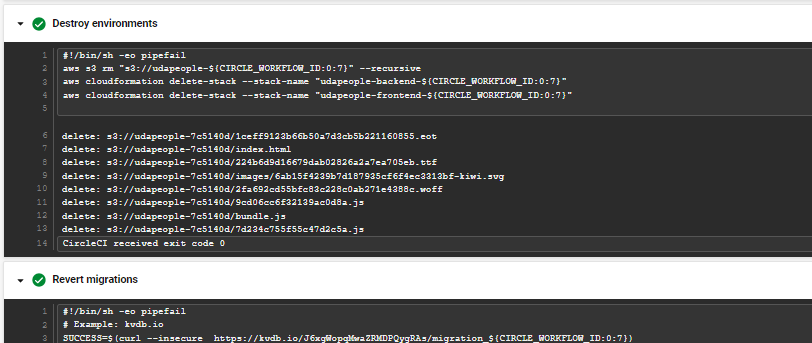 Destroy environments
1 #!/bin/sh -eo pipefail
2 aws s3 rm "s3://udapeople-${CIRCLE_WORKFLOW_ID:0:7}" --recursive
3 aws cloudformation delete-stack --stack-name "udapeople-backend-${CIRCLE_WORKFLOW_ID:0:7}"
4 aws cloudformation delete-stack --stack-name "udapeople-frontend-${CIRCLE_WORKFLOW_ID:0:7}"
5
6 delete: s3://udapeople-7c5140d/1ceff9123b66b50a7d3cb5b221160855.eot
7 delete: s3://udapeople-7c5140d/index.html
8 delete: s3://udapeople-7c5140d/224b6d9d16679dab02826a2a7ea705eb.ttf
9 delete: s3://udapeople-7c5140d/images/6ab15f4239b7d187935cf6f4ec3313bf-kiwi.svg
10 delete: s3://udapeople-7c5140d/2fa692cd55bfc83c228c0ab271e4388c.woff
11 delete: s3://udapeople-7c5140d/9cd06cc6f32139ac0d8a.js
12 delete: s3://udapeople-7c5140d/bundle.js
13 delete: s3://udapeople-7c5140d/7d234c755f55c47d2c5a.js
14 CircleCI received exit code 0
Revert migrations
1 #!/bin/sh -eo pipefail
2 # Example: kvdb.io
3 SUCCESS=$(curl --insecure https://kvdb.io/J6xgWopqMwaZRMDPQygRAs/migration_${CIRCLE_WORKFLOW_ID:0:7})